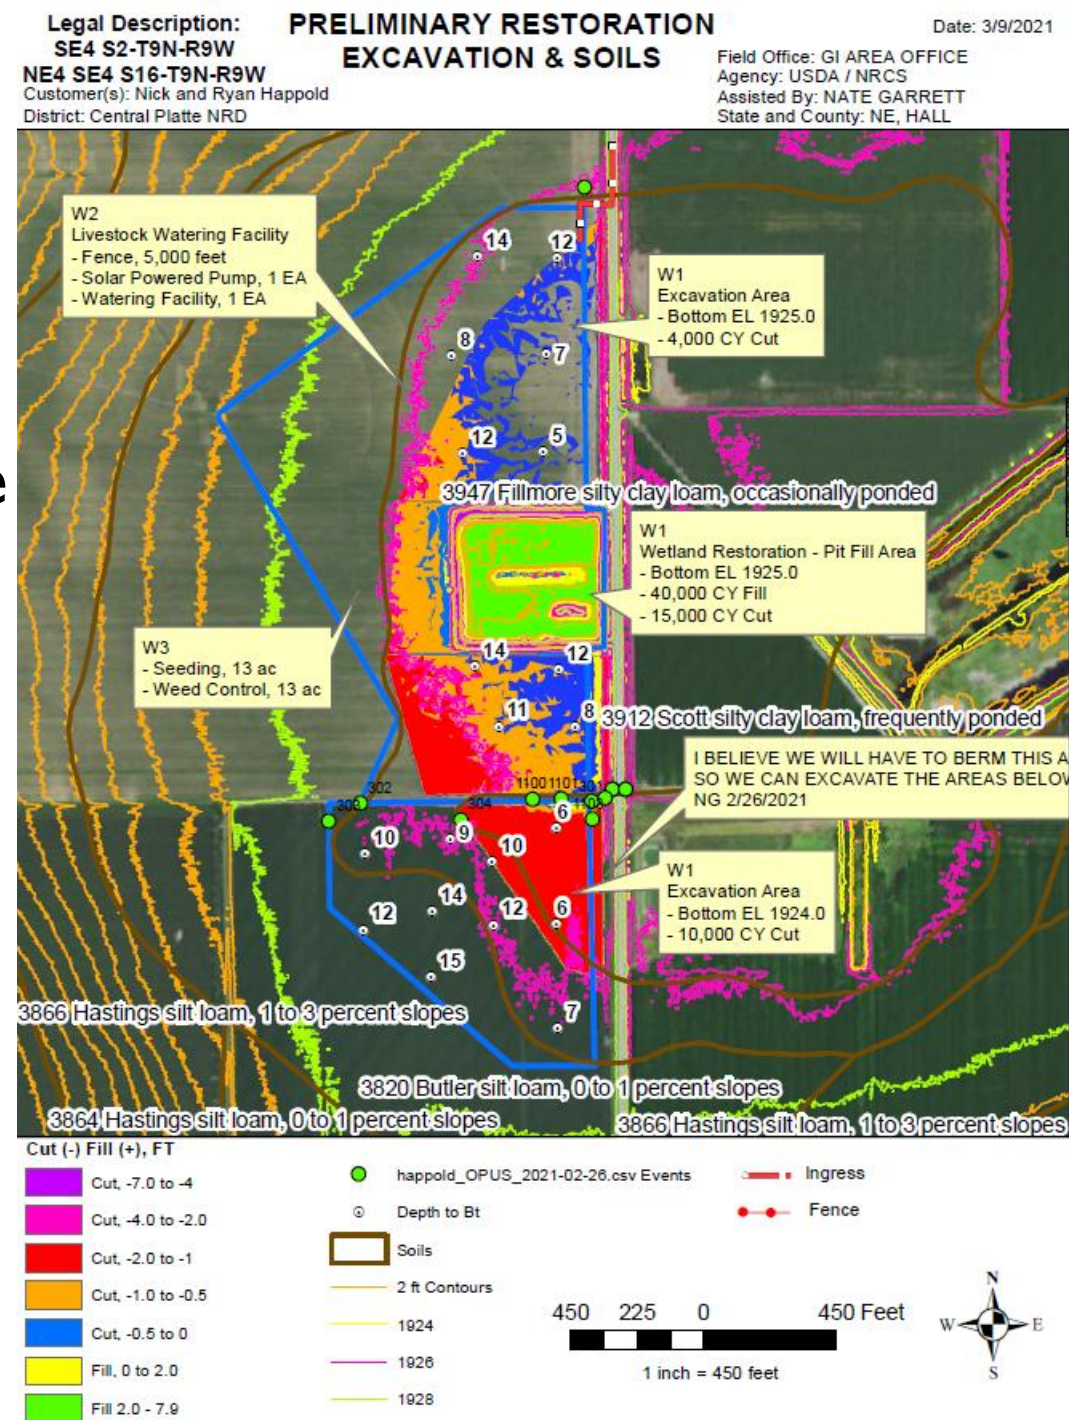 Legal Description:
SE4 S2-T9N-R9W
NE4 SE4 S16-T9N-R9W
Customer(s): Nick and Ryan Happold
District: Central Platte NRD
PRELIMINARY RESTORATION
EXCAVATION & SOILS
Date: 3/9/2021
Field Office: GI AREA OFFICE
Agency: USDA / NRCS
Assisted By: NATE GARRETT
State and County: NE, HALL
W2
Livestock Watering Facility
- Fence, 5,000 feet
- Solar Powered Pump, 1 EA
- Watering Facility, 1 EA
14
12
W1
Excavation Area
- Bottom EL 1925.0
- 4,000 CY Cut
8
7
12
5
e
3947 Fillmore silty clay loam, occasionally ponded
W1
Wetland Restoration - Pit Fill Area
- Bottom EL 1925.0
- 40,000 CY Fill
- 15,000 CY Cut
W3
- Seeding, 13 ac
- Weed Control, 13 ac
14
12
11
8
3912 Scott silty clay loam, frequently ponded
I BELIEVE WE WILL HAVE TO BERM THIS A
SO WE CAN EXCAVATE THE AREAS BELOW
NG 2/26/2021
302
1100
1101
303
304
6
10
9
10
W1
Excavation Area
- Bottom EL 1924.0
- 10,000 CY Cut
12
14
12
6
15
7
3866 Hastings silt loam, 1 to 3 percent slopes
3820 Butler silt loam, 0 to 1 percent slopes
3864 Hastings silt loam, 0 to 1 percent slopes
3866 Hastings silt loam, 1 to 3 percent slopes
Cut (-) Fill (+), FT
Cut, -7.0 to -4
Cut, -4.0 to -2.0
Cut, -2.0 to -1
Cut, -1.0 to -0.5
Cut, -0.5 to 0
Fill, 0 to 2.0
Fill 2.0 - 7.9
happold_OPUS_2021-02-26.csv Events
Depth to Bt
Soils
2 ft Contours
1924
1926
1928
Ingress
Fence
450 225 0 450 Feet
1 inch = 450 feet
N
W E
S